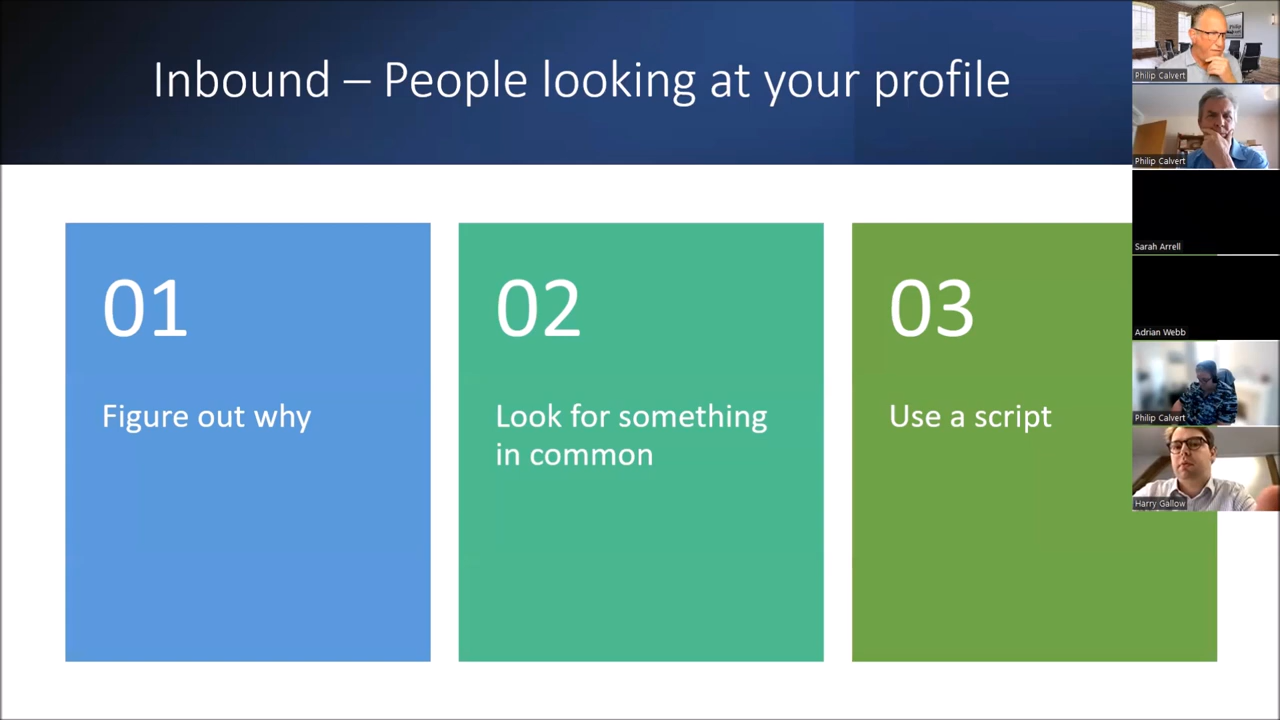 Inbound – People looking at your profile
01
Figure out why
02
Look for something
in common
03
Use a script
Philip Calvert
Philip Calvert
Sarah Arrell
Adrian Webb
Philip Calvert
Harry Gallow